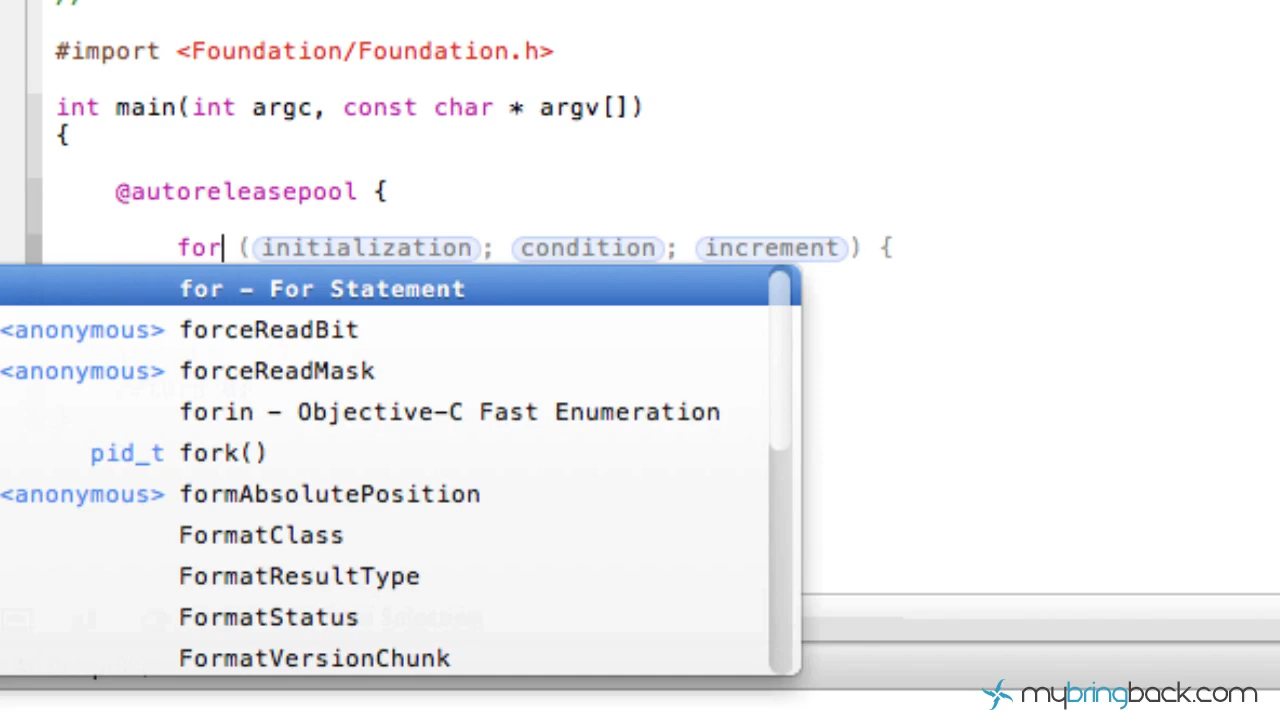 //
#import <Foundation/Foundation.h>
int main(int argc, const char * argv[])
{
@autoreleasepool {
for (initialization; condition; increment) {
for – For Statement
<anonymous> forceReadBit
<anonymous> forceReadMask
forin – Objective-C Fast Enumeration
pid_t fork()
<anonymous> formAbsolutePosition
FormatClass
FormatResultType
FormatStatus
FormatVersionChunk
mybringback.com